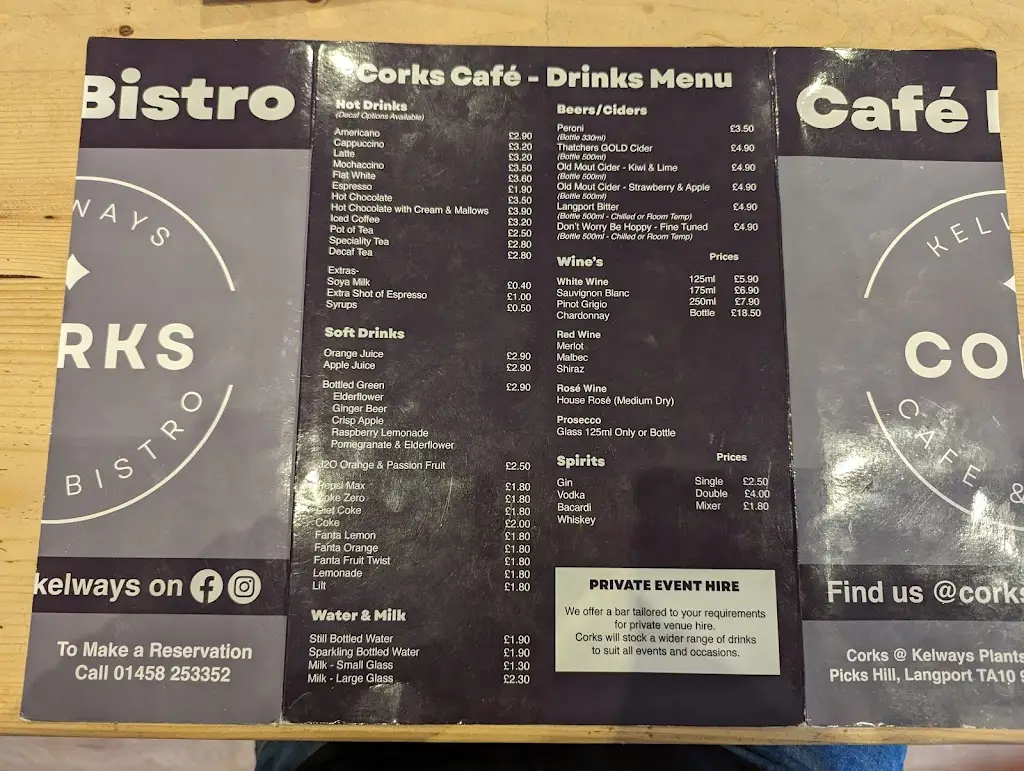 Bistro
WAYS
RKS
BISTRO
kelways on
To Make a Reservation
Call 01458 253352
Corks Café - Drinks Menu
Hot Drinks
(Decaf Options Available)
Americano £2.90
Cappuccino £3.20
Latte £3.20
Mochaccino £3.50
Flat White £3.60
Espresso £1.90
Hot Chocolate £3.50
Hot Chocolate with Cream & Mallows £3.90
Iced Coffee £3.20
Pot of Tea £2.50
Speciality Tea £2.80
Decaf Tea £2.80
Extras-
Soya Milk £0.40
Extra Shot of Espresso £1.00
Syrups £0.50
Soft Drinks
Orange Juice £2.90
Apple Juice £2.90
Bottled Green £2.90
Elderflower
Ginger Beer
Crisp Apple
Raspberry Lemonade
Pomegranate & Elderflower
J2O Orange & Passion Fruit £2.50
Pepsi Max £1.80
Coke Zero £1.80
Diet Coke £1.80
Coke £2.00
Fanta Lemon £1.80
Fanta Orange £1.80
Fanta Fruit Twist £1.80
Lemonade £1.80
Lilt £1.80
Water & Milk
Still Bottled Water £1.90
Sparkling Bottled Water £1.90
Milk - Small Glass £1.30
Milk - Large Glass £2.30
Beers/Ciders
Peroni £3.50
(Bottle 330ml)
Thatchers GOLD Cider £4.90
(Bottle 500ml)
Old Mout Cider - Kiwi & Lime £4.90
(Bottle 500ml)
Old Mout Cider - Strawberry & Apple £4.90
(Bottle 500ml)
Langport Bitter £4.90
(Bottle 500ml - Chilled or Room Temp)
Don't Worry Be Hoppy - Fine Tuned £4.90
(Bottle 500ml - Chilled or Room Temp)
Wine's Prices
White Wine 125ml £5.90
Sauvignon Blanc 175ml £6.90
Pinot Grigio 250ml £7.90
Chardonnay Bottle £18.50
Red Wine
Merlot
Malbec
Shiraz
Rosé Wine
House Rosé (Medium Dry)
Prosecco
Glass 125ml Only or Bottle
Spirits Prices
Gin Single £2.50
Vodka Double £4.00
Bacardi Mixer £1.80
Whiskey
PRIVATE EVENT HIRE
We offer a bar tailored to your requirements
for private venue hire.
Corks will stock a wider range of drinks
to suit all events and occasions.
Café
KEL
CO
CAFE &
Find us @corks
Corks @ Kelways Plants
Picks Hill, Langport TA10 9